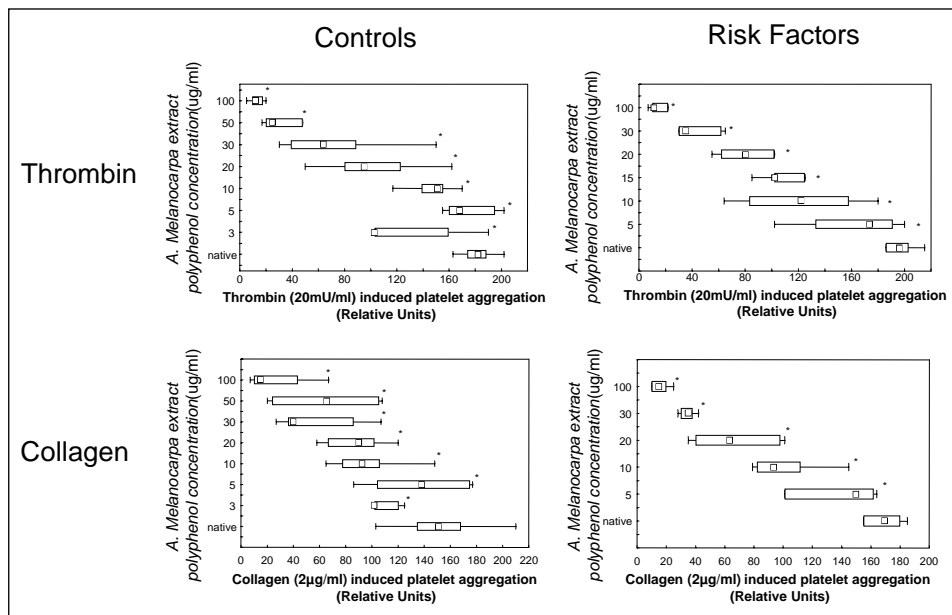 Controls
Risk Factors
Thrombin
A. Melanocarpa extract
polyphenol concentration(ug/ml)
100
50
30
20
10
5
3
native
0 40 80 120 160 200
Thrombin (20mU/ml) induced platelet aggregation
(Relative Units)
A. Melanocarpa extract
polyphenol concentration(ug/ml)
100
30
20
15
10
5
native
0 40 80 120 160 200
Thrombin (20mU/ml) induced platelet aggregation
(Relative Units)
Collagen
A. Melanocarpa extract
polyphenol concentration(ug/ml)
100
50
30
20
10
5
3
native
0 20 40 60 80 100 120 140 160 180 200 220
Collagen (2µg/ml) induced platelet aggregation
(Relative Units)
A. Melanocarpa extract
polyphenol concentration(ug/ml)
100
30
20
10
5
native
0 20 40 60 80 100 120 140 160 180 200
Collagen (2µg/ml) induced platelet aggregation
(Relative Units)